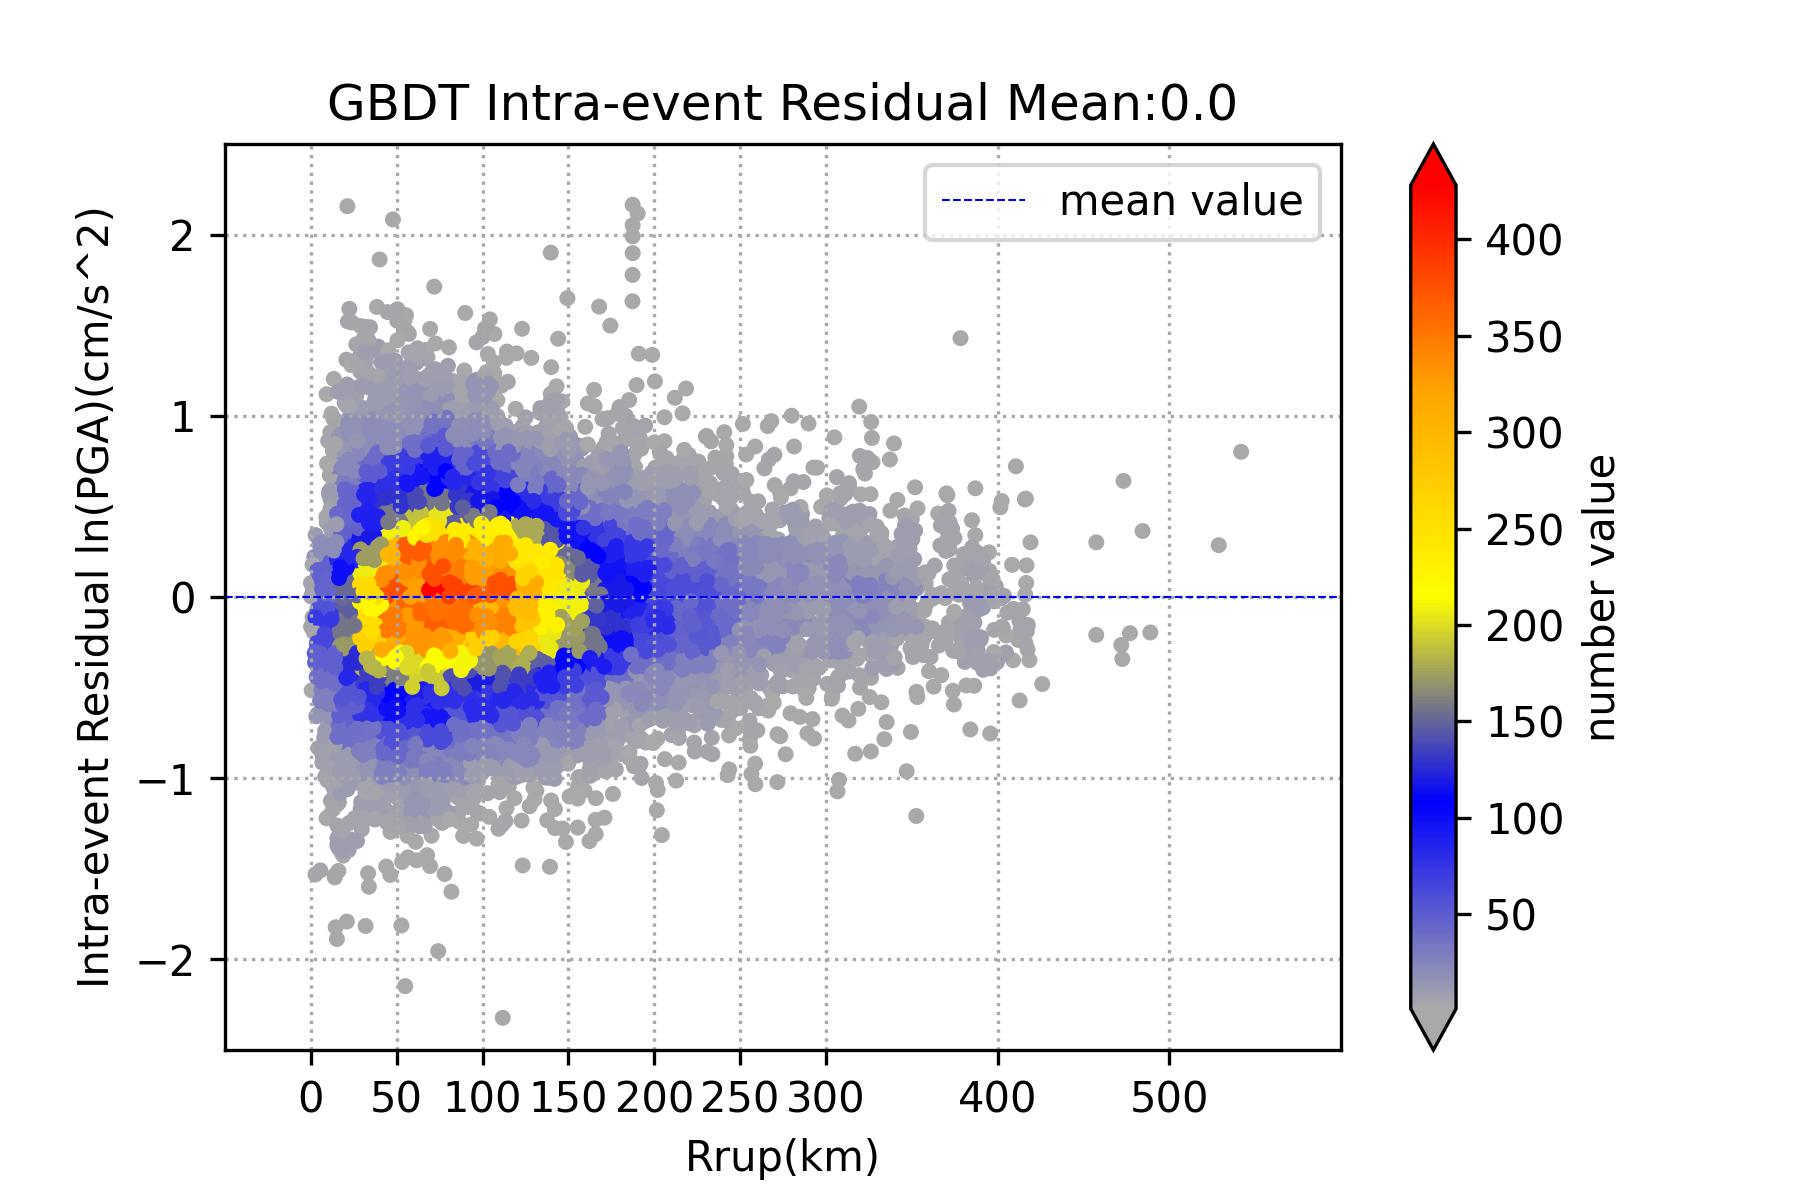 GBDT Intra-event Residual Mean:0.0
mean value
Intra-event Residual ln(PGA)(cm/s^2)
2
1
0
−1
−2
0 50 100 150 200 250 300 400 500
Rrup(km)
400
350
300
250
200
150
100
50
number value